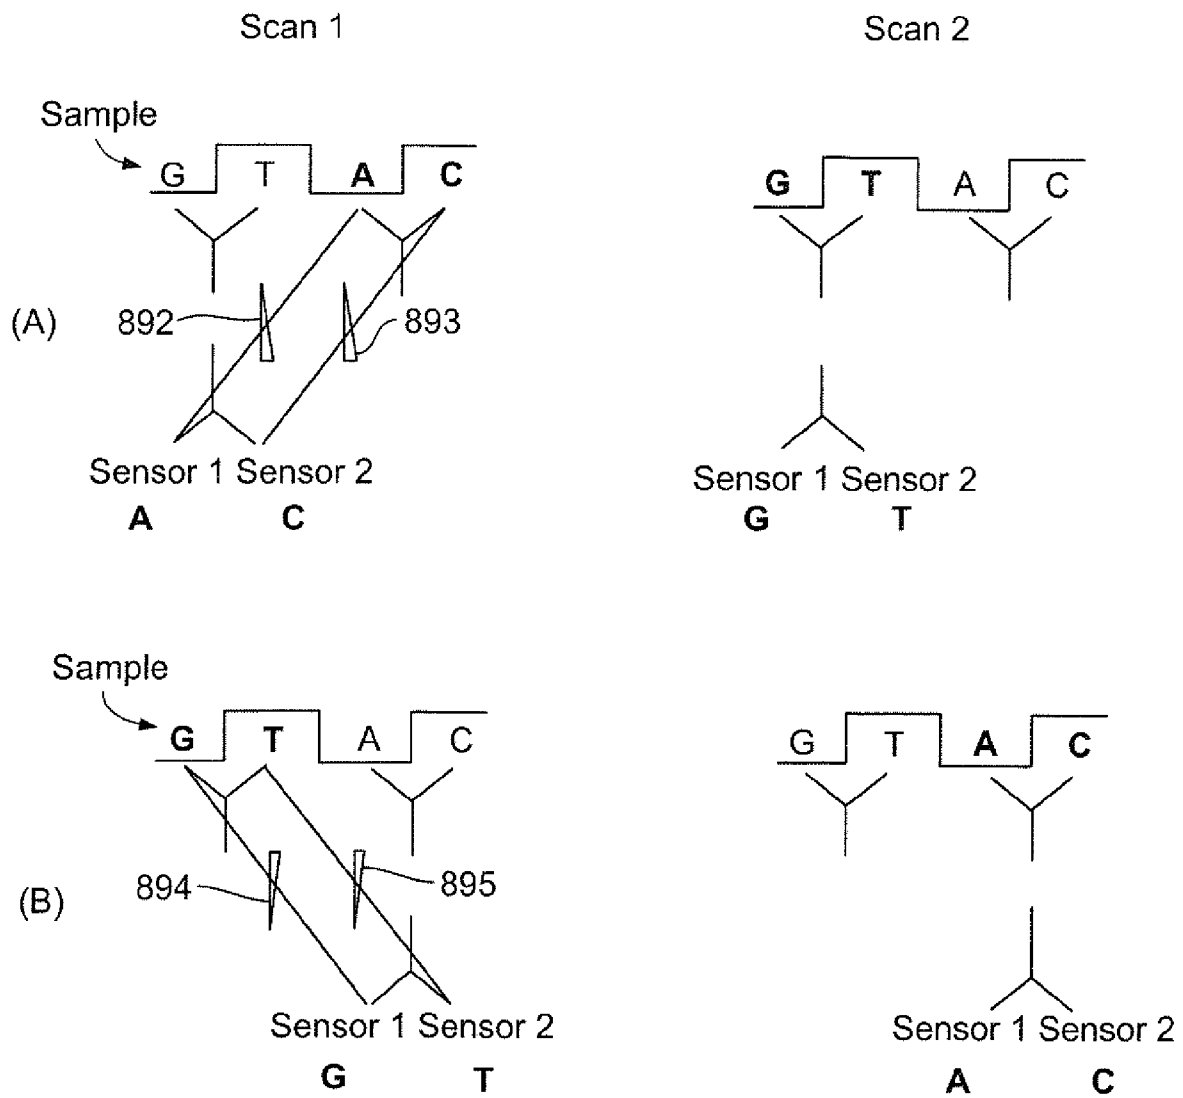 Scan 1
Scan 2
Sample
G T A C
G T A C
(A)
892
893
Sensor 1 Sensor 2
A C
Sensor 1 Sensor 2
G T
Sample
G T A C
G T A C
(B)
894
895
Sensor 1 Sensor 2
G T
Sensor 1 Sensor 2
A C